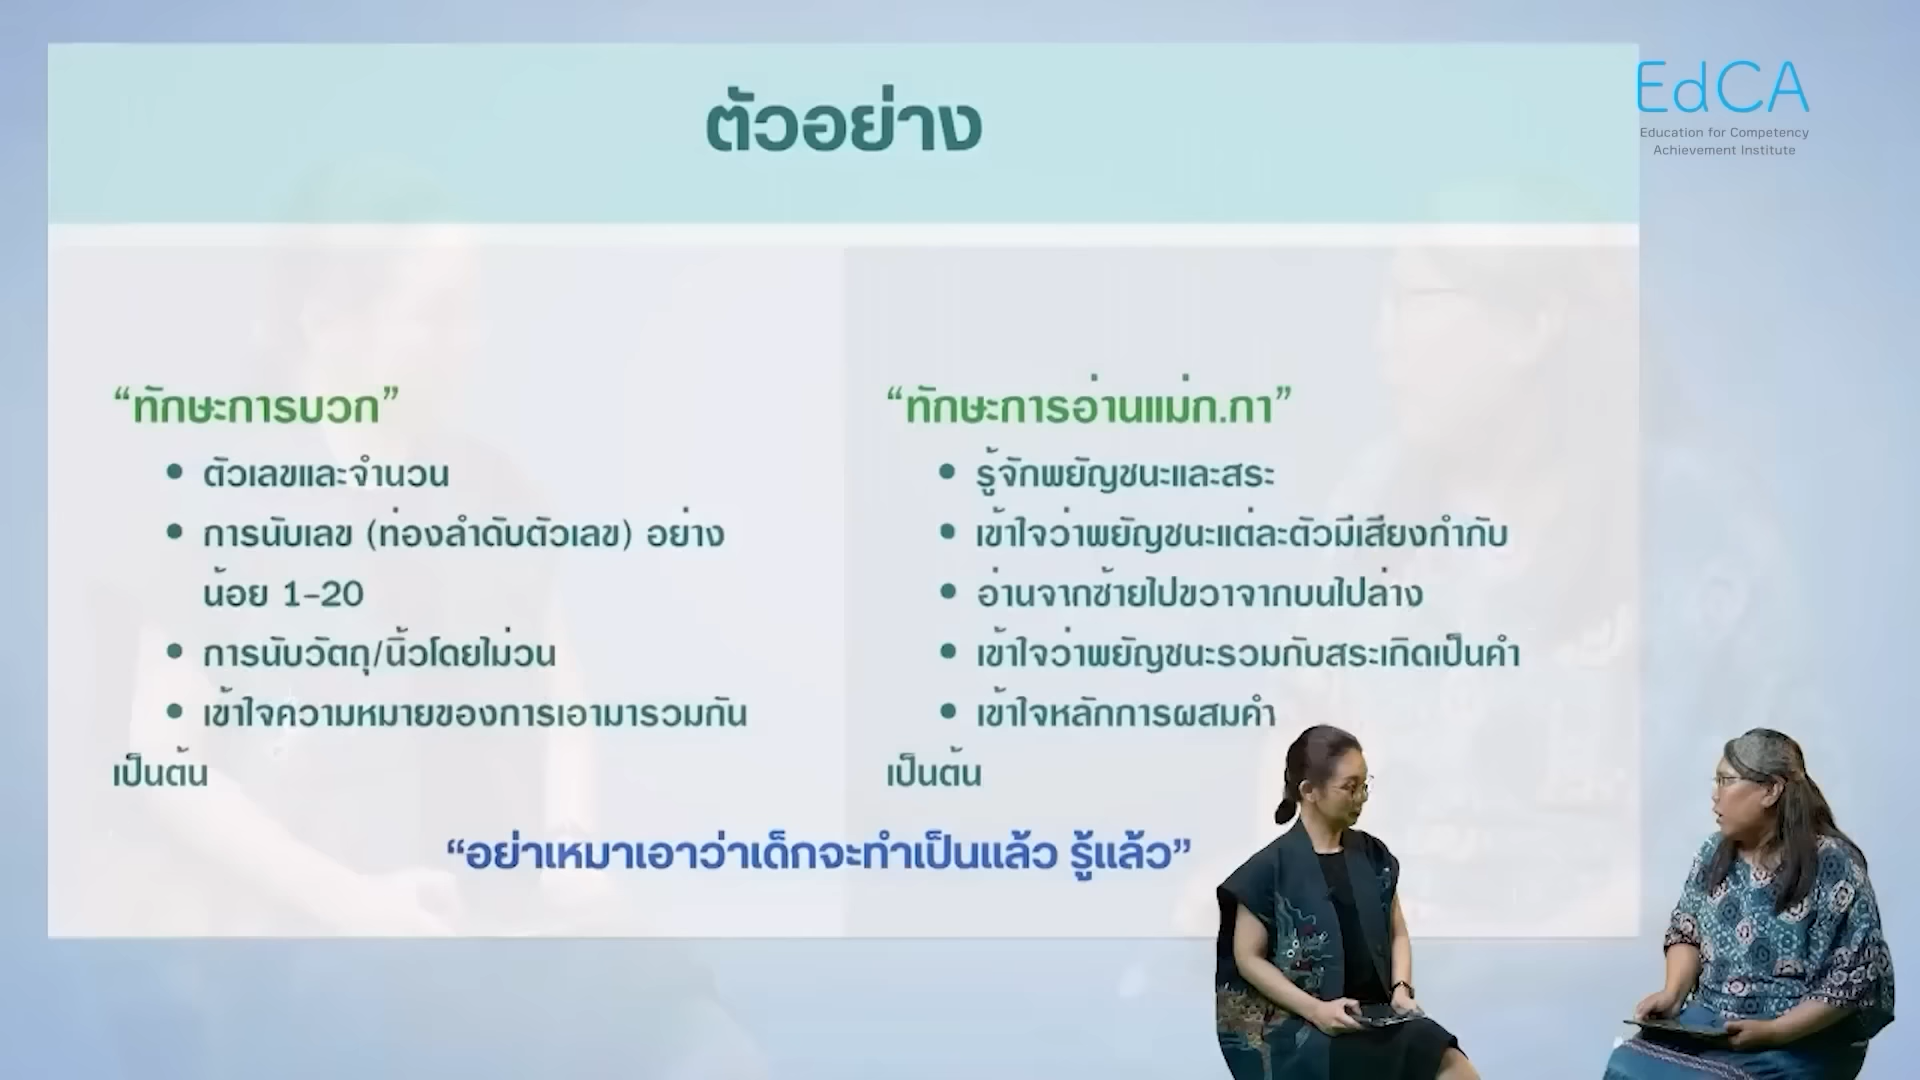 ตัวอย่าง
EdCA
Education for Competency
Achievement Institute
“ทักษะการบวก”
• ตัวเลขและจำนวน
• การนับเลข (ท่องลำดับตัวเลข) อย่าง
น้อย 1-20
• การนับวัตถุ/นิ้วโดยไม่วน
• เข้าใจความหมายของการเอามารวมกัน
เป็นต้น
“ทักษะการอ่านแม่ก.กา”
• รู้จักพยัญชนะและสระ
• เข้าใจว่าพยัญชนะแต่ละตัวมีเสียงกำกับ
• อ่านจากซ้ายไปขวาจากบนไปล่าง
• เข้าใจว่าพยัญชนะรวมกับสระเกิดเป็นคำ
• เข้าใจหลักการผสมคำ
เป็นต้น
“อย่าเหมาเอาว่าเด็กจะทำเป็นแล้ว รู้แล้ว”